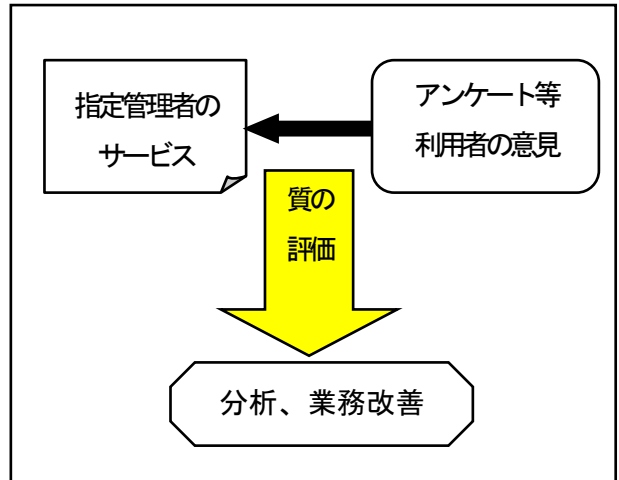 指定管理者の
サービス
アンケート等
利用者の意見
質の
評価
分析、業務改善